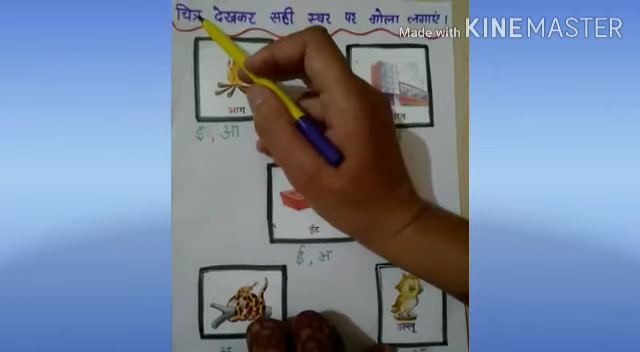 चित्र देखकर सही स्वर पर गोला लगाएं।
Made with KINEMASTER
आग
इ, आ
ईंट
ई, अ
उल्लू